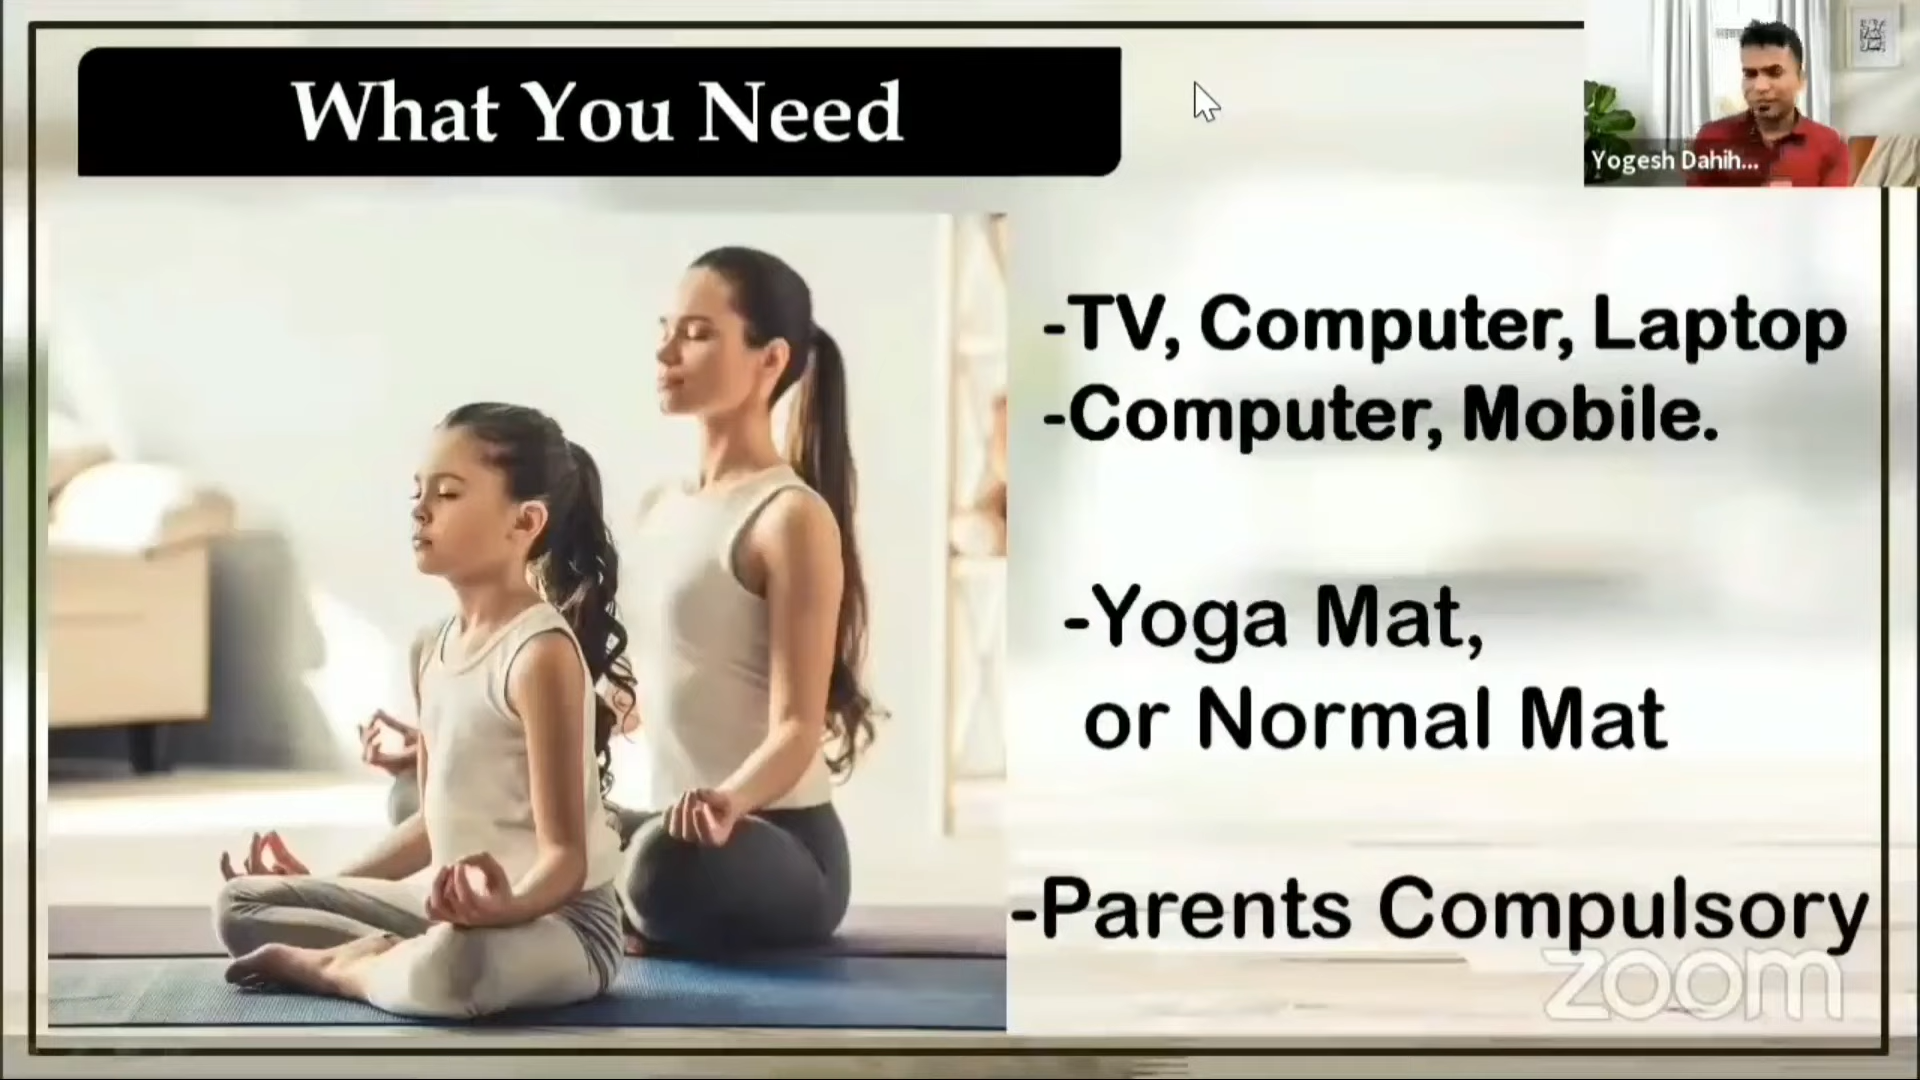 What You Need
Yogesh Dahih...
-TV, Computer, Laptop
-Computer, Mobile.
-Yoga Mat,
or Normal Mat
-Parents Compulsory
zoom